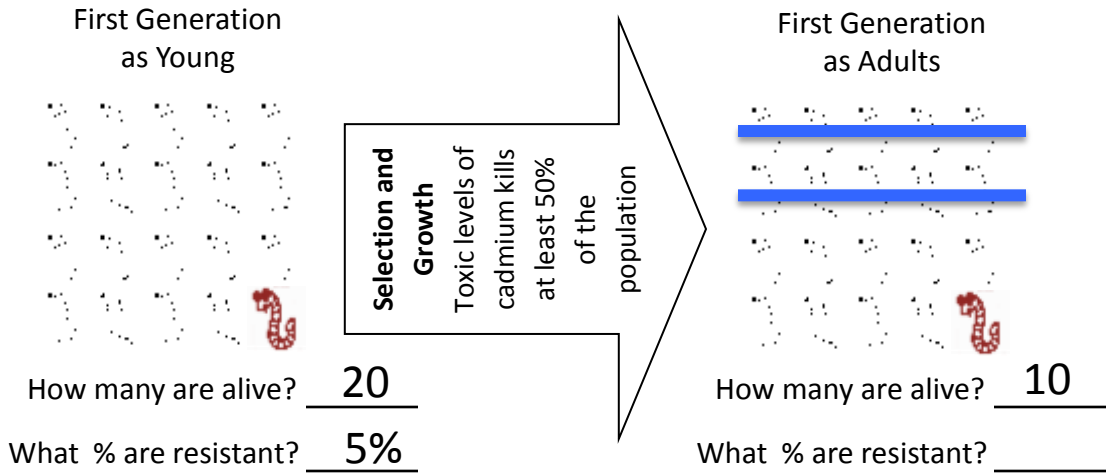 First Generation
as Young
How many are alive? 20
What % are resistant? 5%
Selection and
Growth
Toxic levels of
cadmium kills
at least 50%
of the
population
First Generation
as Adults
How many are alive? 10
What % are resistant?